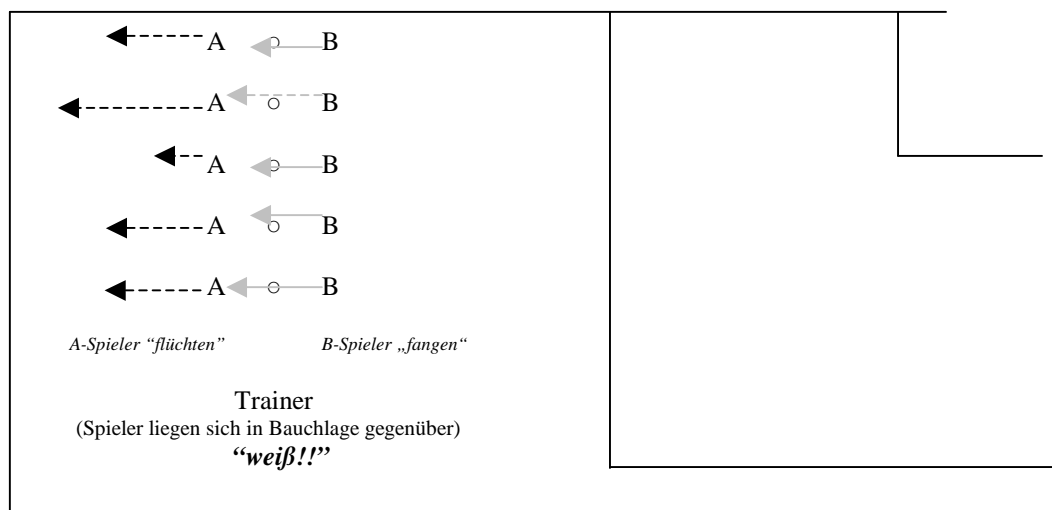 A B
A B
A B
A B
A B
A-Spieler “flüchten” B-Spieler „fangen“
Trainer
(Spieler liegen sich in Bauchlage gegenüber)
“weiß!!”